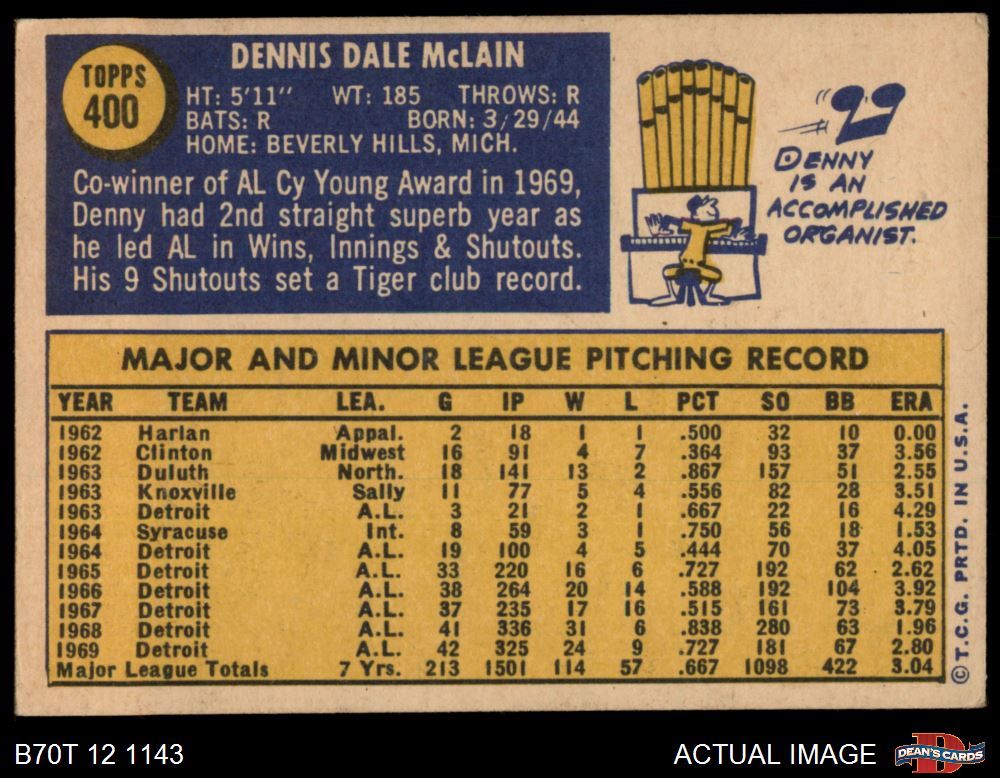 TOPPS
400
DENNIS DALE McLAIN
HT: 5'11" WT: 185 THROWS: R
BATS: R BORN: 3/29/44
HOME: BEVERLY HILLS, MICH.
Co-winner of AL Cy Young Award in 1969,
Denny had 2nd straight superb year as
he led AL in Wins, Innings & Shutouts.
His 9 Shutouts set a Tiger club record.
DENNY
IS AN
ACCOMPLISHED
ORGANIST.
MAJOR AND MINOR LEAGUE PITCHING RECORD
YEAR TEAM LEA. G IP W L PCT SO BB ERA
1962 Harlan Appal. 2 18 1 1 .500 32 10 0.00
1962 Clinton Midwest 16 91 4 7 .364 93 37 3.56
1963 Duluth North. 18 141 13 2 .867 157 51 2.55
1963 Knoxville Sally 11 77 5 4 .556 82 28 3.51
1963 Detroit A.L. 3 21 2 1 .667 22 16 4.29
1964 Syracuse Int. 8 59 3 1 .750 56 18 1.53
1964 Detroit A.L. 19 100 4 5 .444 70 37 4.05
1965 Detroit A.L. 33 220 16 6 .727 192 62 2.62
1966 Detroit A.L. 38 264 20 14 .588 192 104 3.92
1967 Detroit A.L. 37 235 17 16 .515 161 73 3.79
1968 Detroit A.L. 41 336 31 6 .838 280 63 1.96
1969 Detroit A.L. 42 325 24 9 .727 181 67 2.80
Major League Totals 7 Yrs. 213 1501 114 57 .667 1098 422 3.04
© T.C.G. PRTD. IN U.S.A.
B70T 12 1143
ACTUAL IMAGE
DEAN'S CARDS